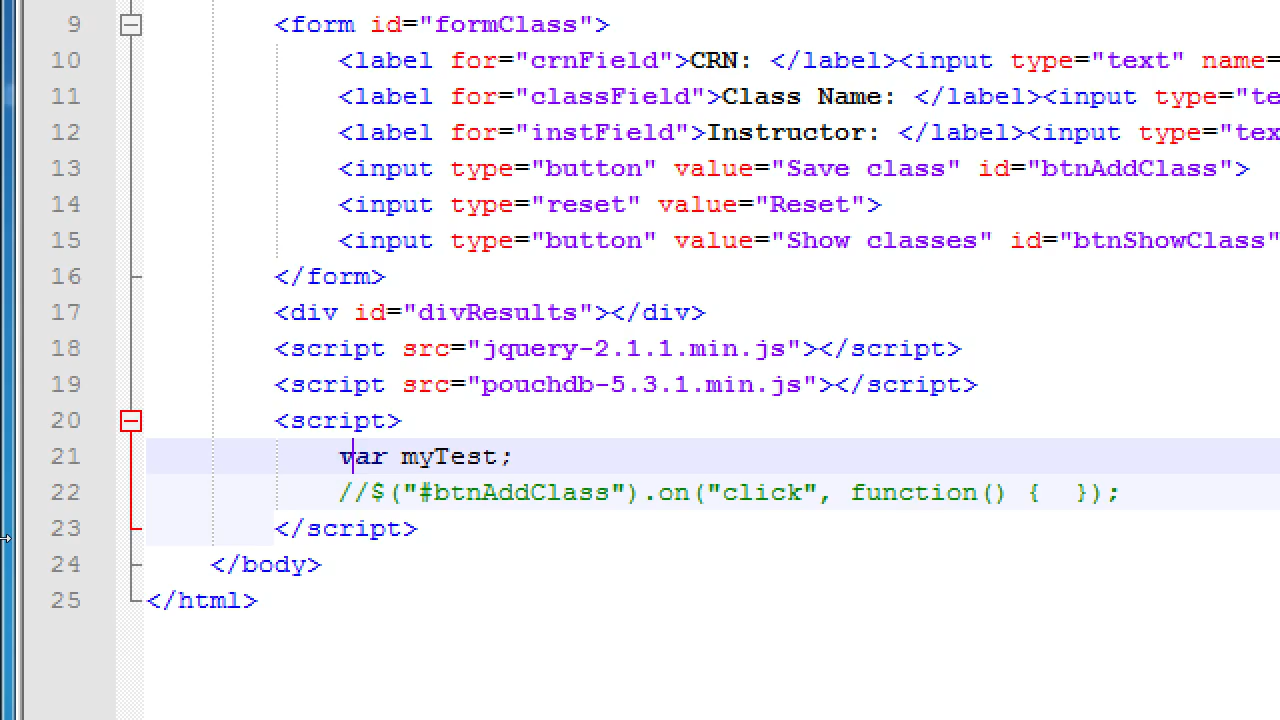 9 <form id="formClass">
10 <label for="crnField">CRN: </label><input type="text" name=
11 <label for="classField">Class Name: </label><input type="te
12 <label for="instField">Instructor: </label><input type="tex
13 <input type="button" value="Save class" id="btnAddClass">
14 <input type="reset" value="Reset">
15 <input type="button" value="Show classes" id="btnShowClass"
16 </form>
17 <div id="divResults"></div>
18 <script src="jquery-2.1.1.min.js"></script>
19 <script src="pouchdb-5.3.1.min.js"></script>
20 <script>
21 var myTest;
22 //$("#btnAddClass").on("click", function() {  });
23 </script>
24 </body>
25 </html>